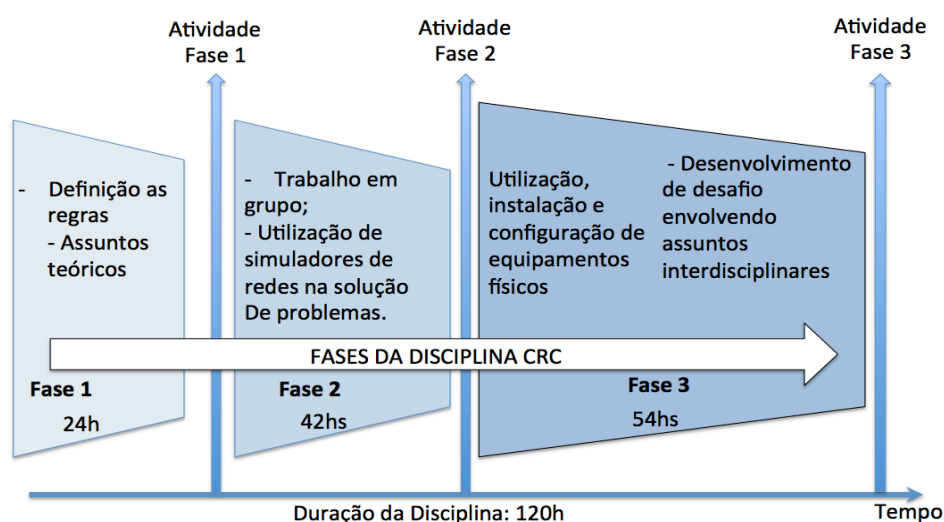 Atividade
Fase 1
Atividade
Fase 2
Atividade
Fase 3
- Definição as
regras
- Assuntos
teóricos
- Trabalho em
grupo;
- Utilização de
simuladores de
redes na solução
De problemas.
Utilização,
instalação e
configuração de
equipamentos
físicos
- Desenvolvimento
de desafio
envolvendo
assuntos
interdisciplinares
FASES DA DISCIPLINA CRC
Fase 1
24h
Fase 2
42hs
Fase 3
54hs
Duração da Disciplina: 120h
Tempo